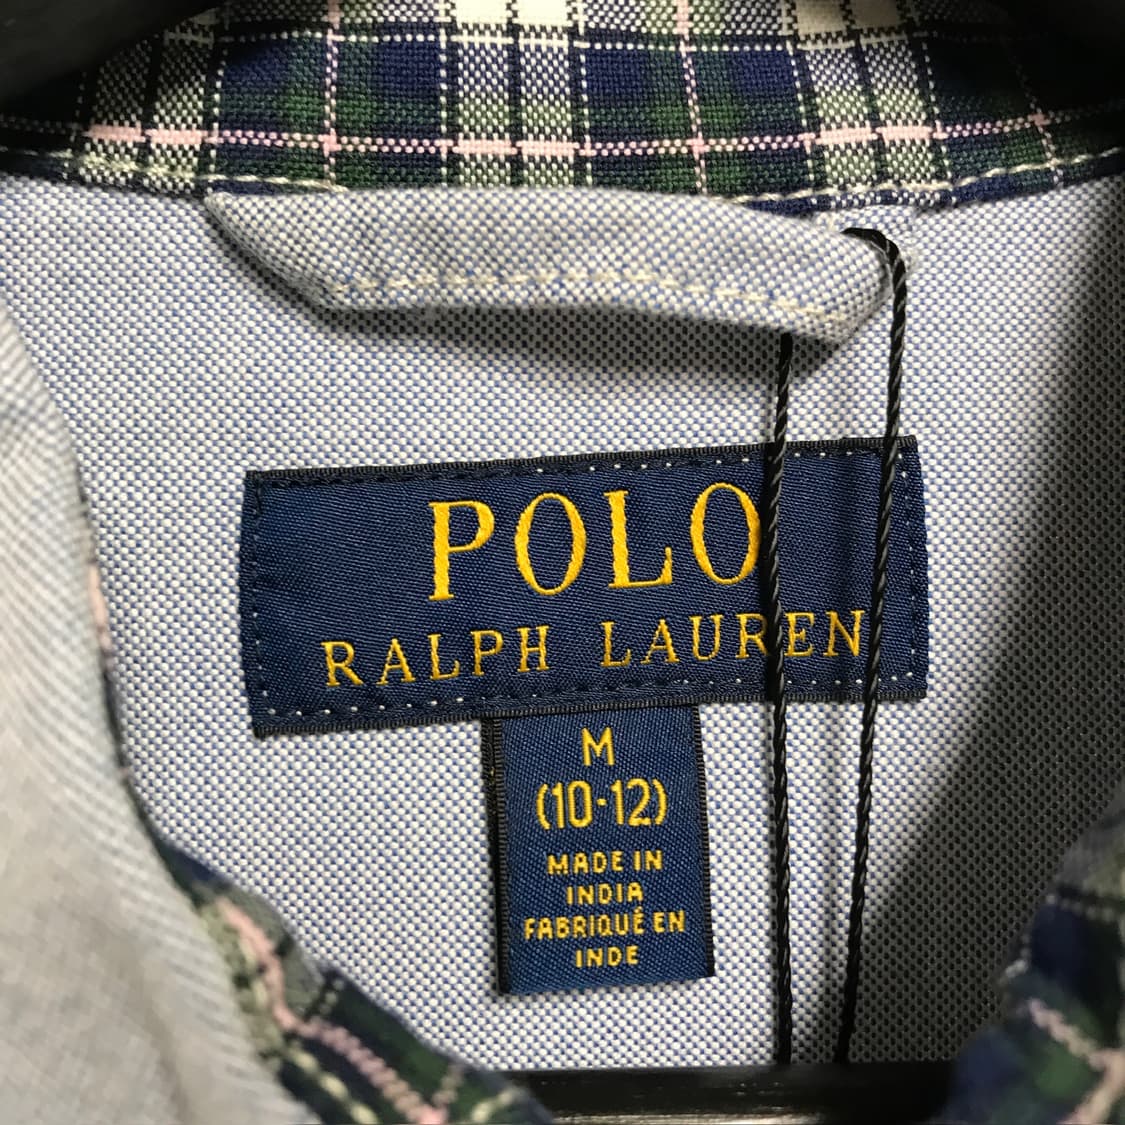 POLO
RALPH LAUREN
M
(10-12)
MADE IN
INDIA
FABRIQUÉ EN
INDE